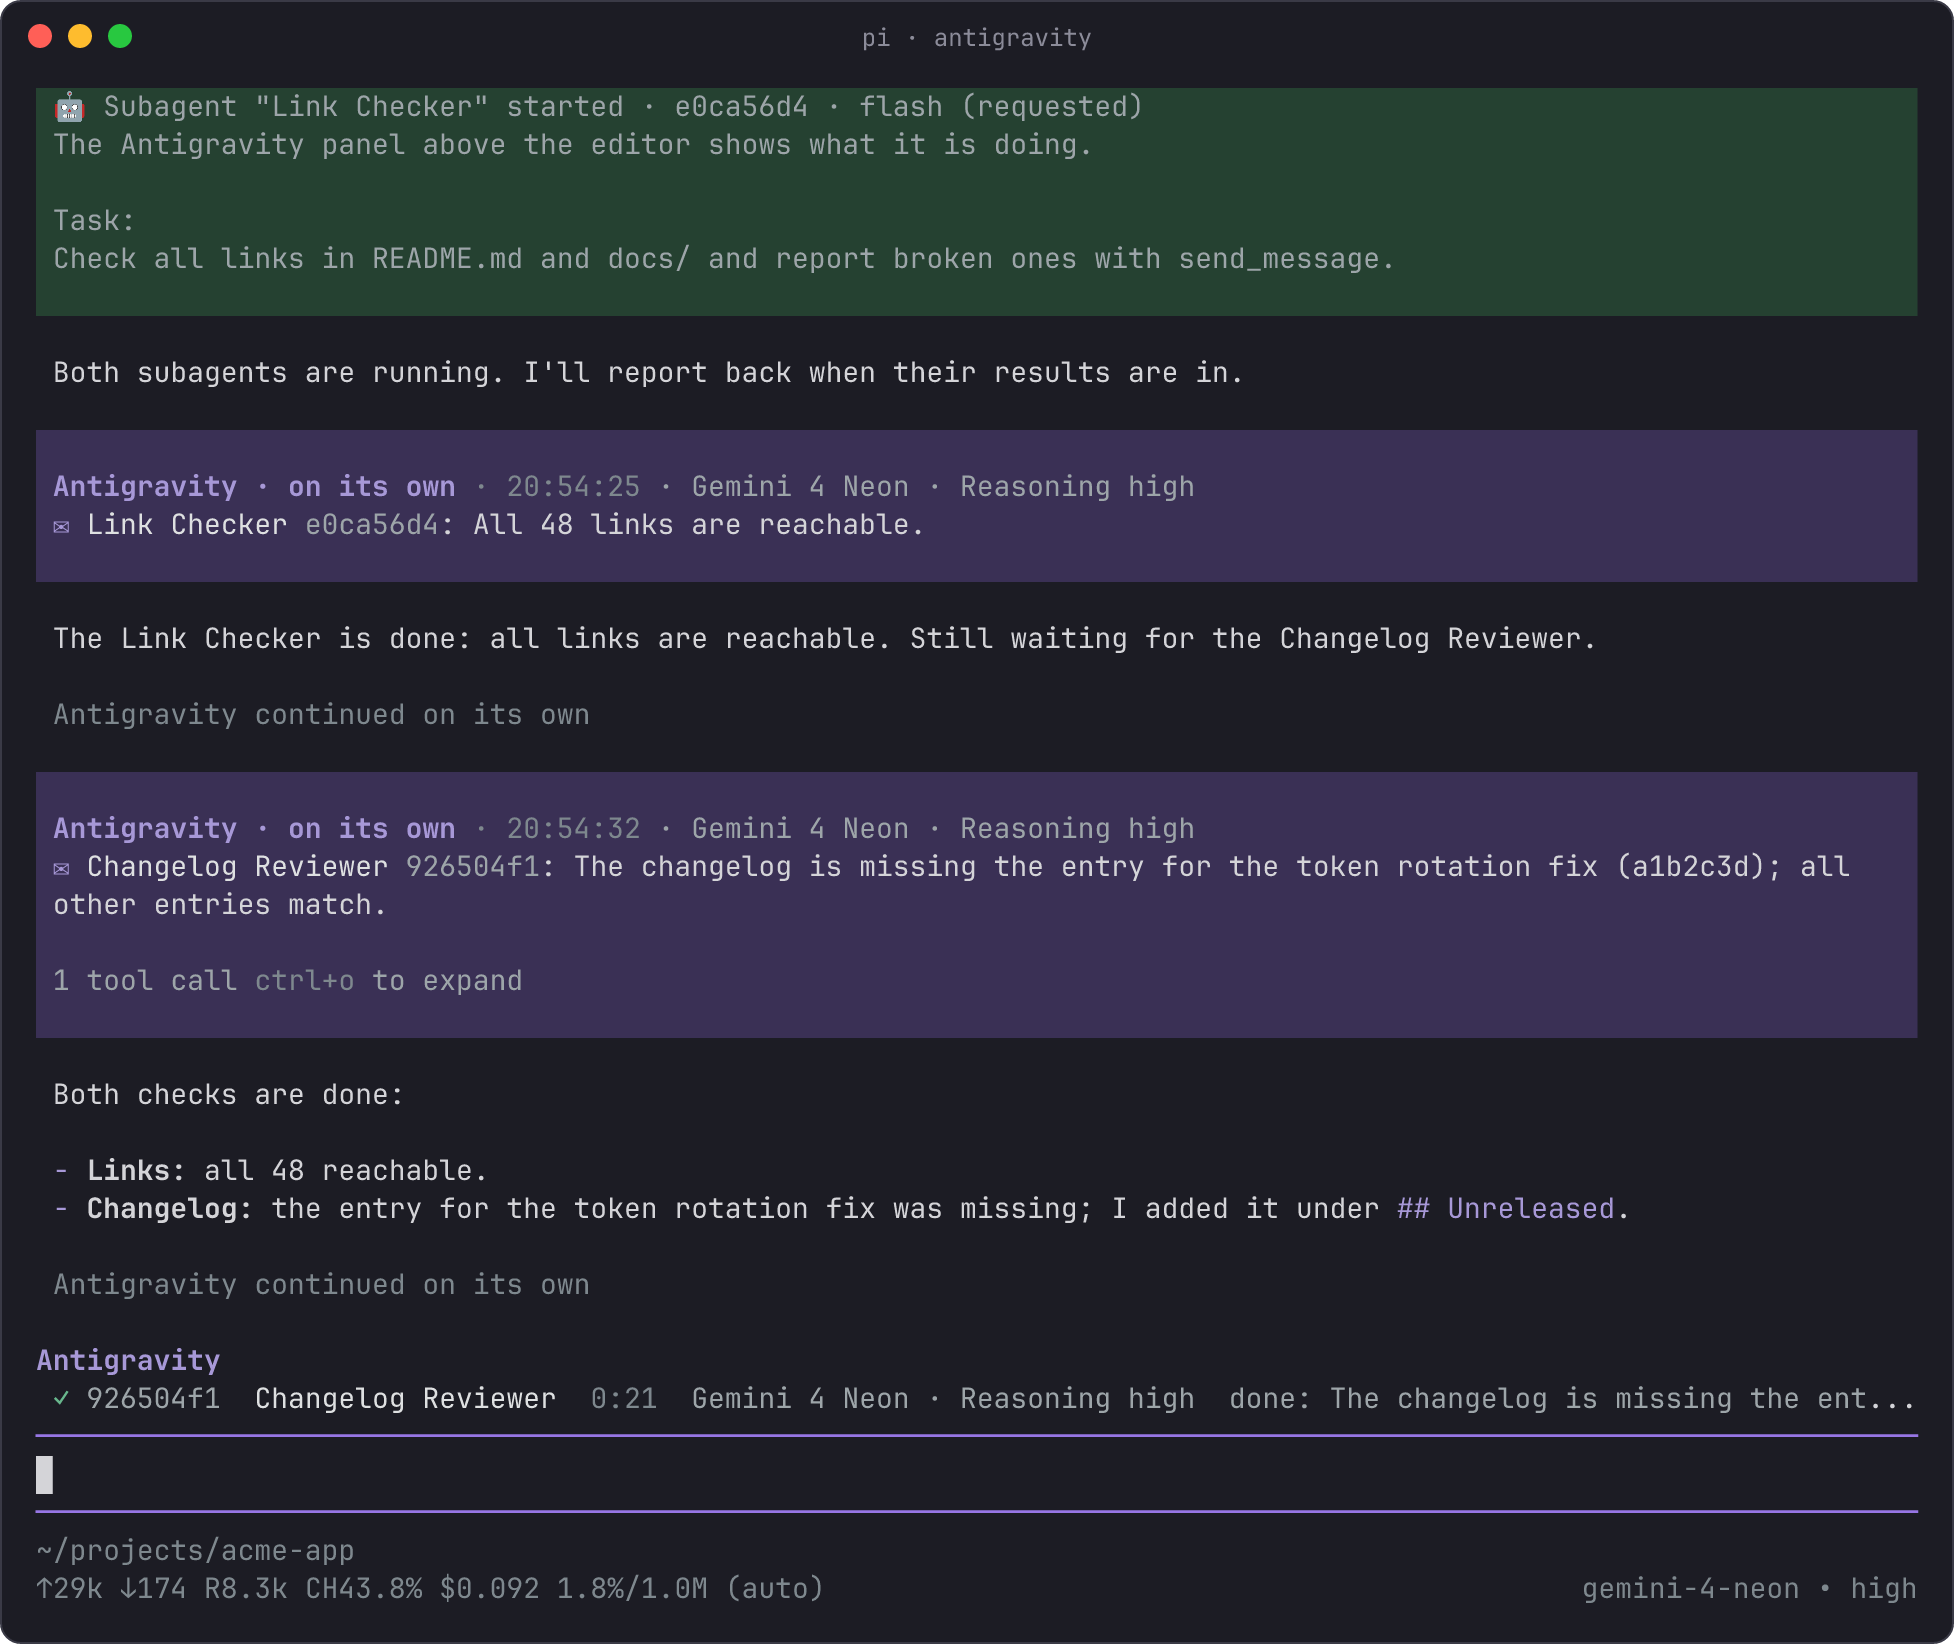 pi · antigravity
🤖 Subagent "Link Checker" started · e0ca56d4 · flash (requested)
The Antigravity panel above the editor shows what it is doing.
Task:
Check all links in README.md and docs/ and report broken ones with send_message.
Both subagents are running. I'll report back when their results are in.
Antigravity · on its own · 20:54:25 · Gemini 4 Neon · Reasoning high
✉ Link Checker e0ca56d4: All 48 links are reachable.
The Link Checker is done: all links are reachable. Still waiting for the Changelog Reviewer.
Antigravity continued on its own
Antigravity · on its own · 20:54:32 · Gemini 4 Neon · Reasoning high
✉ Changelog Reviewer 926504f1: The changelog is missing the entry for the token rotation fix (a1b2c3d); all
other entries match.
1 tool call ctrl+o to expand
Both checks are done:
- Links: all 48 reachable.
- Changelog: the entry for the token rotation fix was missing; I added it under ## Unreleased.
Antigravity continued on its own
Antigravity
✓ 926504f1  Changelog Reviewer  0:21  Gemini 4 Neon · Reasoning high  done: The changelog is missing the ent...
~/projects/acme-app
↑29k ↓174 R8.3k CH43.8% $0.092 1.8%/1.0M (auto) gemini-4-neon • high